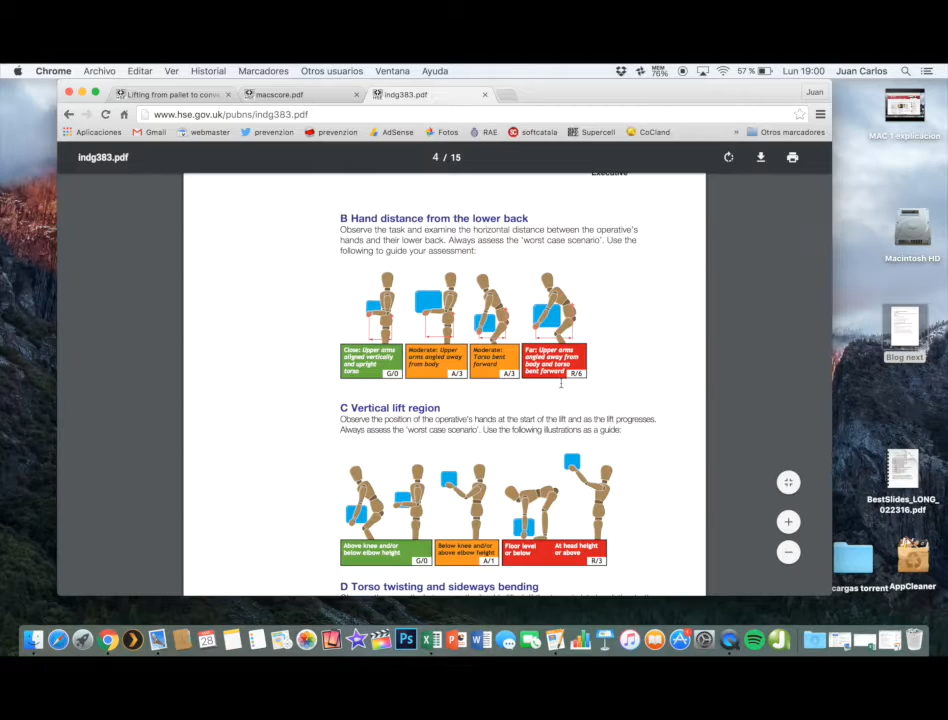 Chrome Archivo Editar Ver Historial Marcadores Otros usuarios Ventana Ayuda MEM 76% 57 % Lun 19:00 Juan Carlos
Lifting from pallet to conve × macscore.pdf × indg383.pdf × Juan
www.hse.gov.uk/pubns/indg383.pdf
Aplicaciones Gmail webmaster prevenzion prevenzion AdSense Fotos RAE softcatala Supercell CoCland » Otros marcadores
MAC 1 explicación
indg383.pdf 4 / 15
Executive
B Hand distance from the lower back
Observe the task and examine the horizontal distance between the operative's
hands and their lower back. Always assess the 'worst case scenario'. Use the
following to guide your assessment:
Macintosh HD
Close: Upper arms
aligned vertically
and upright
torso G/0
Moderate: Upper
arms angled away
from body A/3
Moderate:
Torso bent
forward A/3
Far: Upper arms
angled away from
body and torso
bent forward R/6
Blog next
C Vertical lift region
Observe the position of the operative's hands at the start of the lift and as the lift progresses.
Always assess the 'worst case scenario'. Use the following illustrations as a guide:
BestSlides_LONG_
022316.pdf
Above knee and/or
below elbow height G/0
Below knee and/or
above elbow height A/1
Floor level
or below
At head height
or above R/3
D Torso twisting and sideways bending
cargas torrent AppCleaner
28
Ps